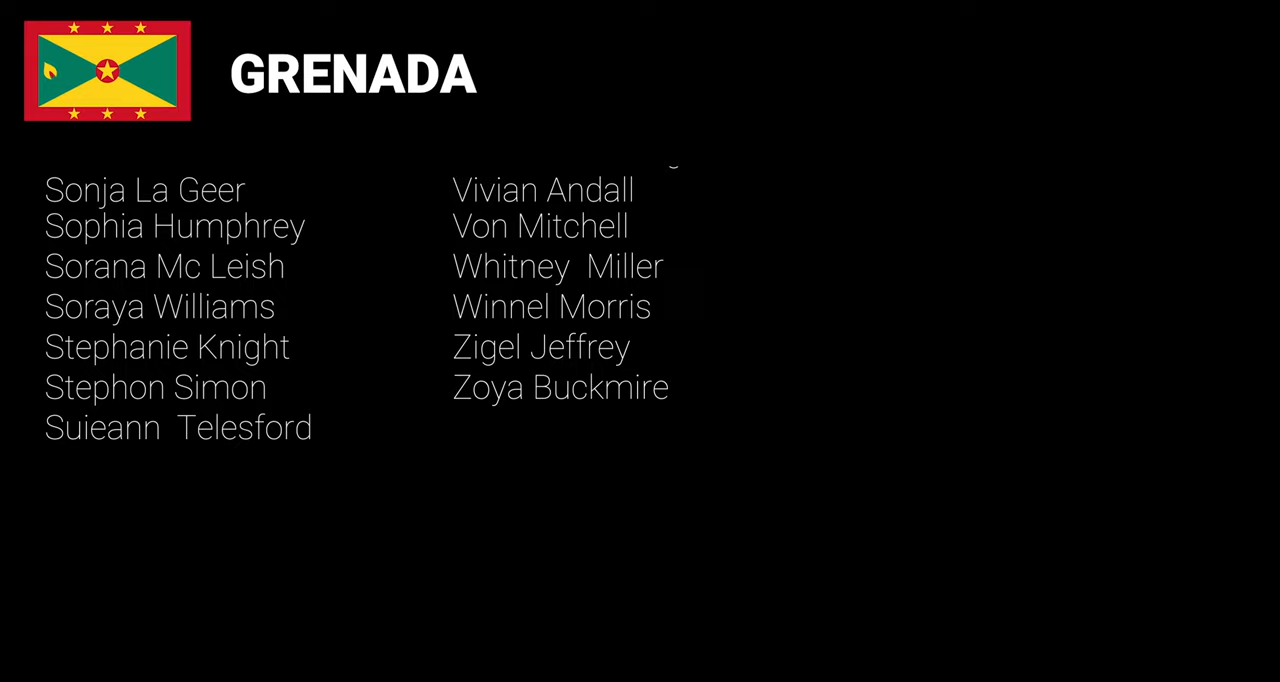 GRENADA
Sonja La Geer
Sophia Humphrey
Sorana Mc Leish
Soraya Williams
Stephanie Knight
Stephon Simon
Suieann  Telesford
Vivian Andall
Von Mitchell
Whitney  Miller
Winnel Morris
Zigel Jeffrey
Zoya Buckmire